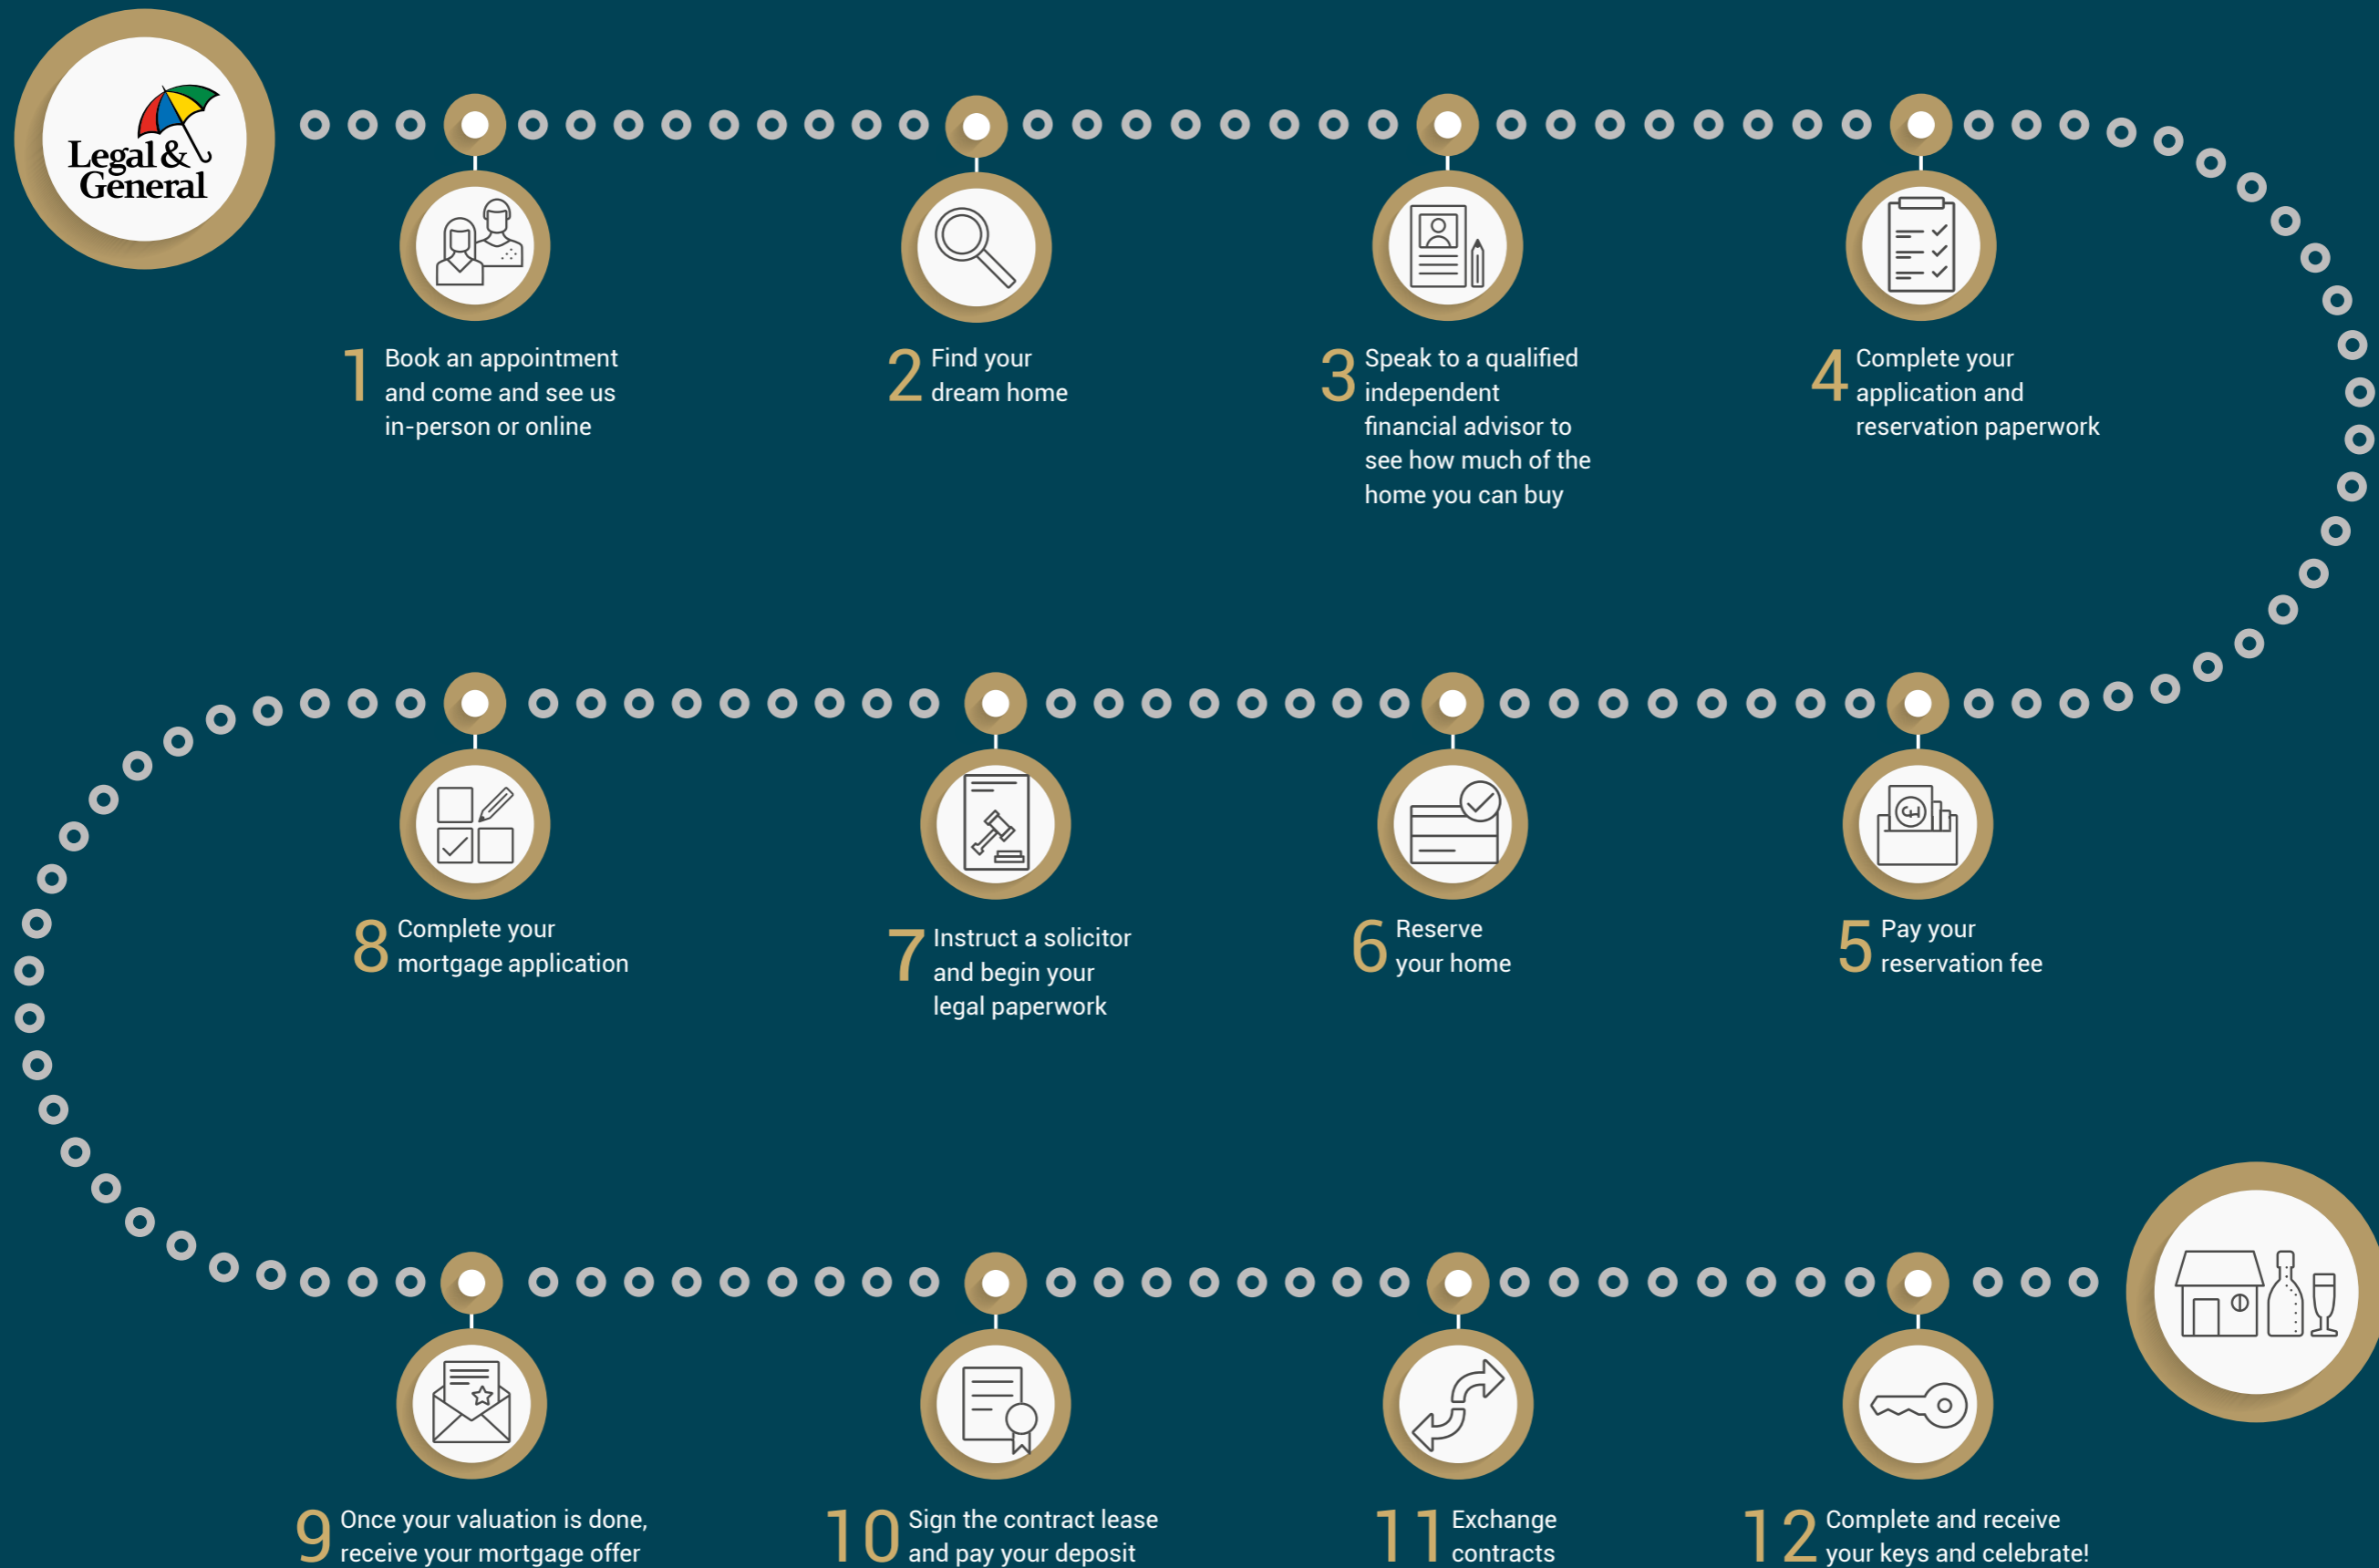 Legal &
General
1 Book an appointment
and come and see us
in-person or online
2 Find your
dream home
3 Speak to a qualified
independent
financial advisor to
see how much of the
home you can buy
4 Complete your
application and
reservation paperwork
5 Pay your
reservation fee
6 Reserve
your home
7 Instruct a solicitor
and begin your
legal paperwork
8 Complete your
mortgage application
9 Once your valuation is done,
receive your mortgage offer
10 Sign the contract lease
and pay your deposit
11 Exchange
contracts
12 Complete and receive
your keys and celebrate!